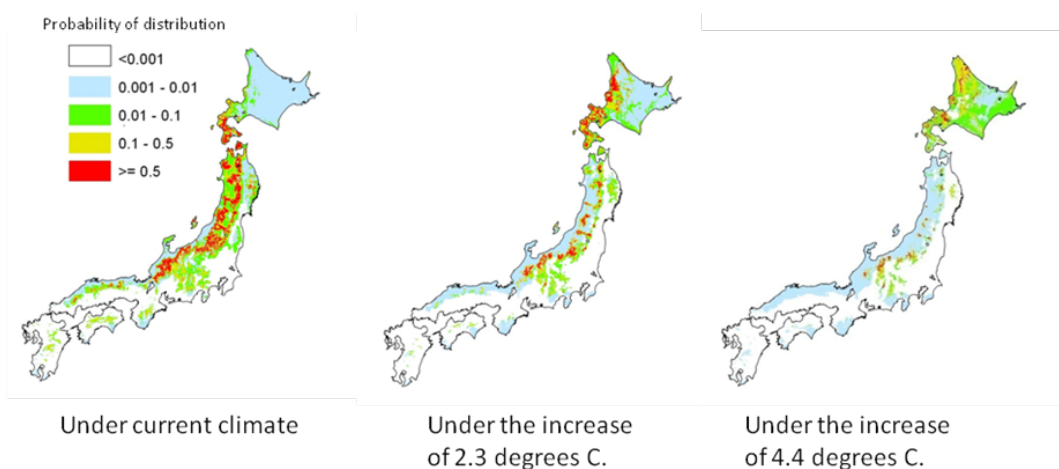 Probability of distribution
<0.001
0.001 - 0.01
0.01 - 0.1
0.1 - 0.5
>= 0.5
Under current climate
Under the increase
of 2.3 degrees C.
Under the increase
of 4.4 degrees C.